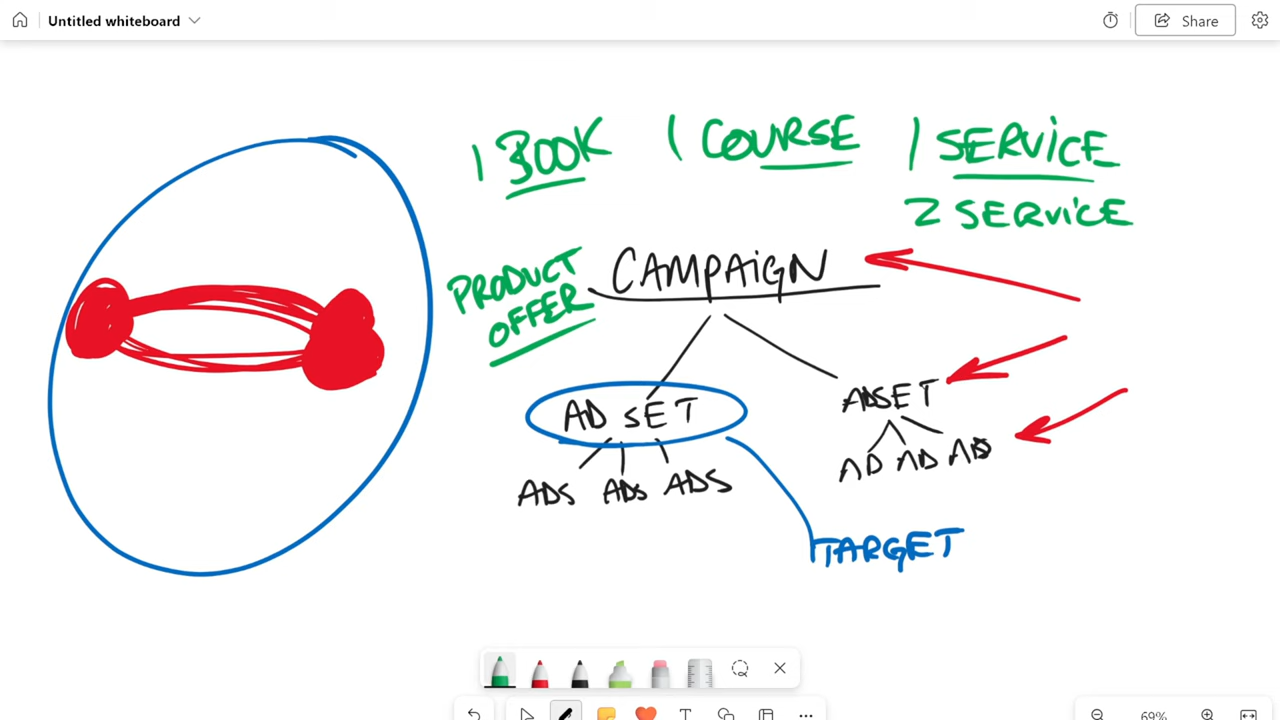 Untitled whiteboard
Share
1 BOOK 1 COURSE 1 SERVICE
2 SERVICE
PRODUCT OFFER
CAMPAIGN
AD SET
ADSET
ADS ADS ADS
AD AD AD
TARGET
69%